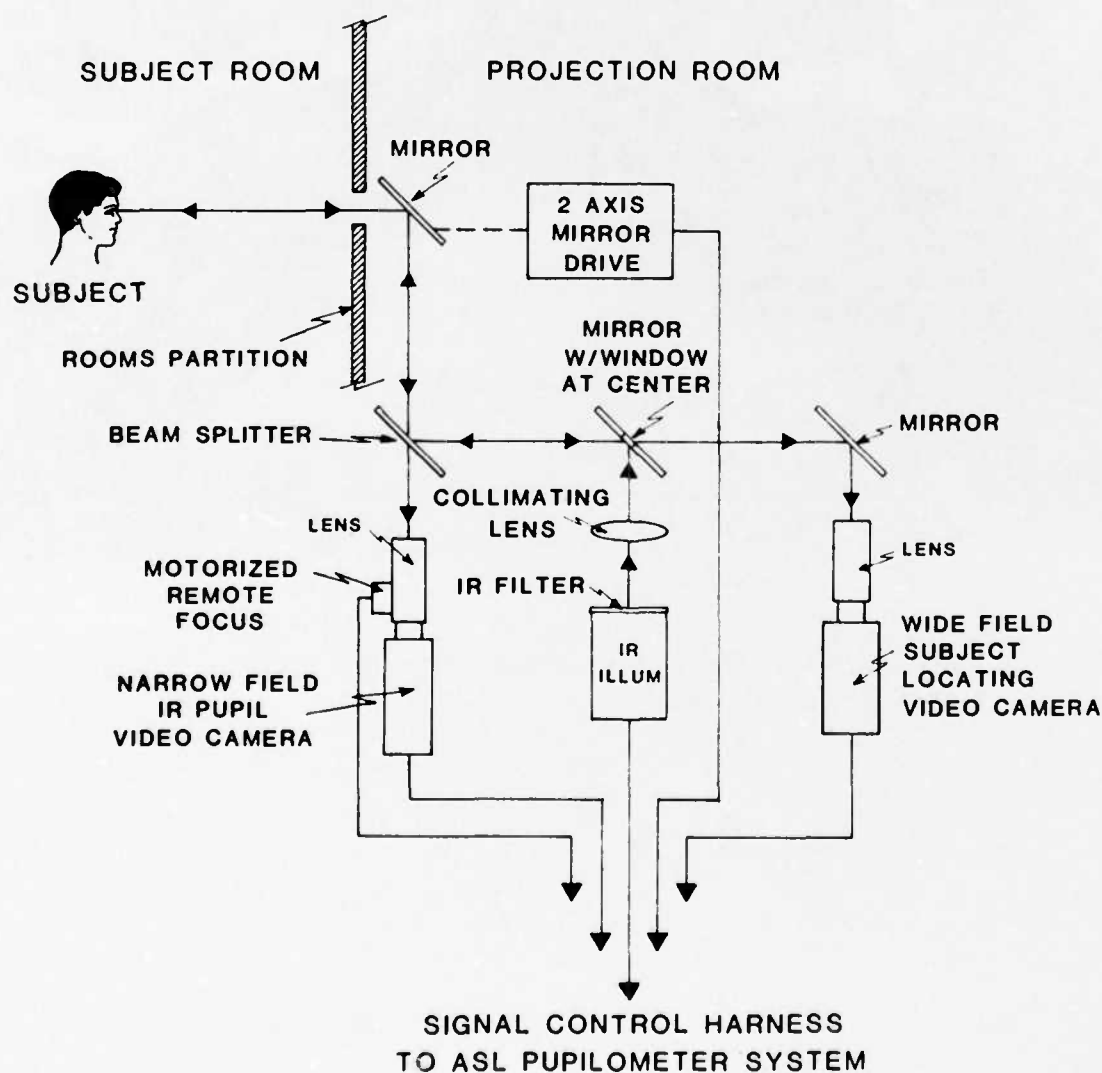 SUBJECT ROOM
PROJECTION ROOM
MIRROR
2 AXIS
MIRROR
DRIVE
SUBJECT
ROOMS PARTITION
MIRROR
W/WINDOW
AT CENTER
BEAM SPLITTER
MIRROR
COLLIMATING
LENS
LENS
LENS
MOTORIZED
REMOTE
FOCUS
IR FILTER
IR
ILLUM
WIDE FIELD
SUBJECT
LOCATING
VIDEO CAMERA
NARROW FIELD
IR PUPIL
VIDEO CAMERA
SIGNAL CONTROL HARNESS
TO ASL PUPILOMETER SYSTEM